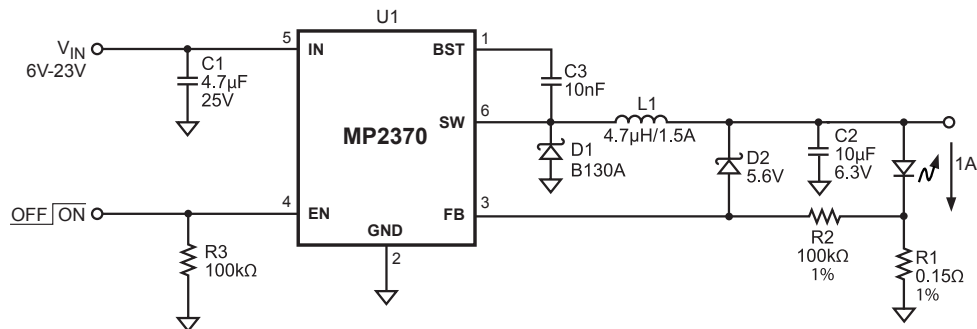 U1
V_IN
6V-23V
5
IN
C1
4.7µF
25V
MP2370
BST
1
C3
10nF
SW
6
L1
4.7µH/1.5A
D1
B130A
D2
5.6V
C2
10µF
6.3V
1A
OFF ON
4
EN
R3
100kΩ
GND
2
FB
3
R2
100kΩ
1%
R1
0.15Ω
1%